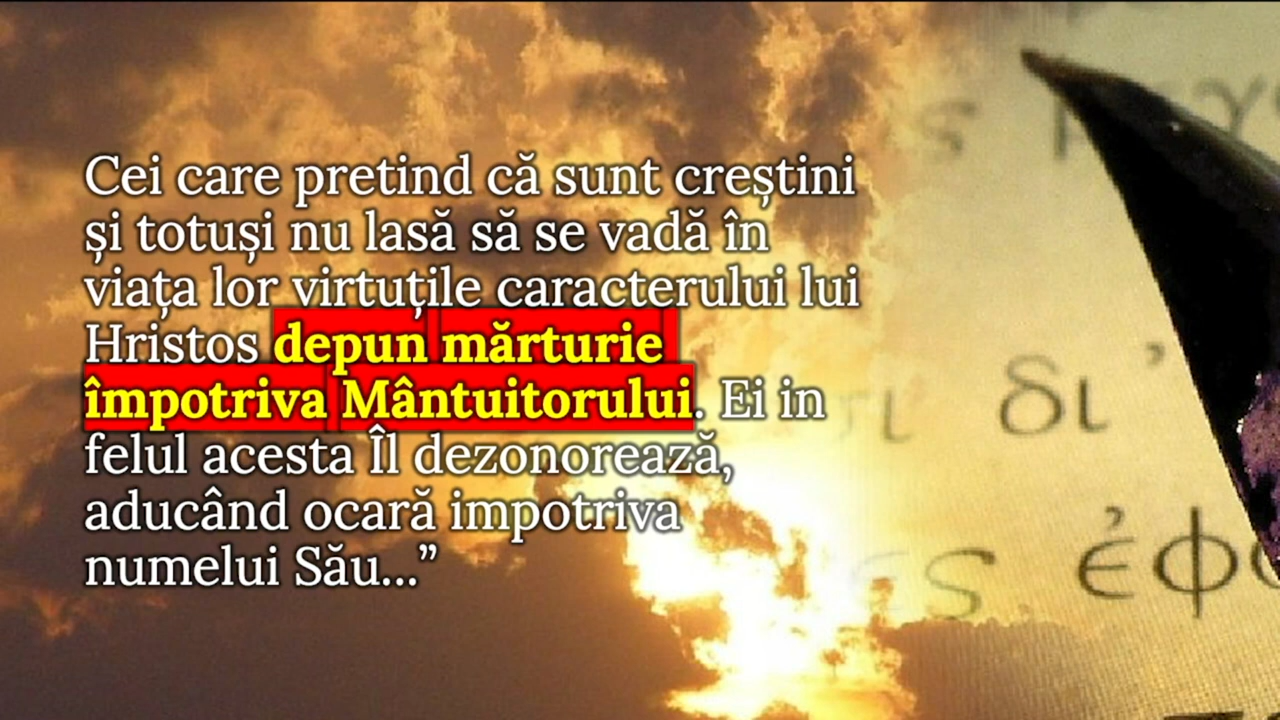 Cei care pretind că sunt creștini
și totuși nu lasă să se vadă în
viața lor virtuțile caracterului lui
Hristos depun mărturie
împotriva Mântuitorului. Ei in
felul acesta Îl dezonorează,
aducând ocară impotriva
numelui Său...”
δι’